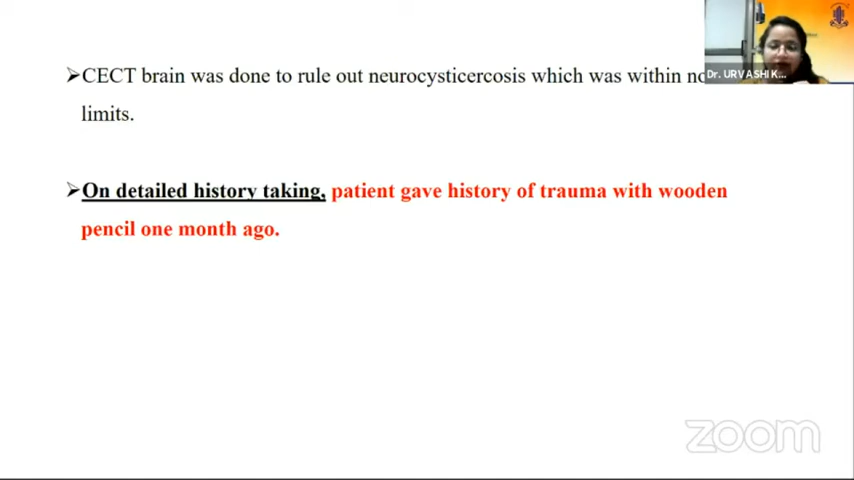 ➢CECT brain was done to rule out neurocysticercosis which was within no
limits.
➢On detailed history taking, patient gave history of trauma with wooden
pencil one month ago.
Dr. URVASHI K...
zoom